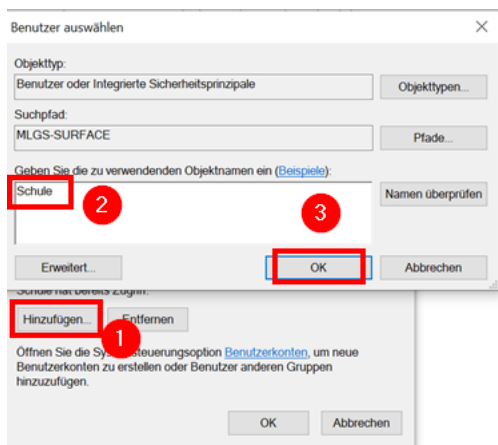 Benutzer auswählen
Objekttyp:
Benutzer oder Integrierte Sicherheitsprinzipale
Objekttypen...
Suchpfad:
MLGS-SURFACE
Pfade...
Geben Sie die zu verwendenden Objektnamen ein (Beispiele):
Schule
2
3
Namen überprüfen
Erweitert...
OK
Abbrechen
Schule hat bereits Zugriff.
Hinzufügen...
Entfernen
1
Öffnen Sie die Systemsteuerungsoption Benutzerkonten, um neue
Benutzerkonten zu erstellen oder Benutzer anderen Gruppen
hinzuzufügen.
OK
Abbrechen